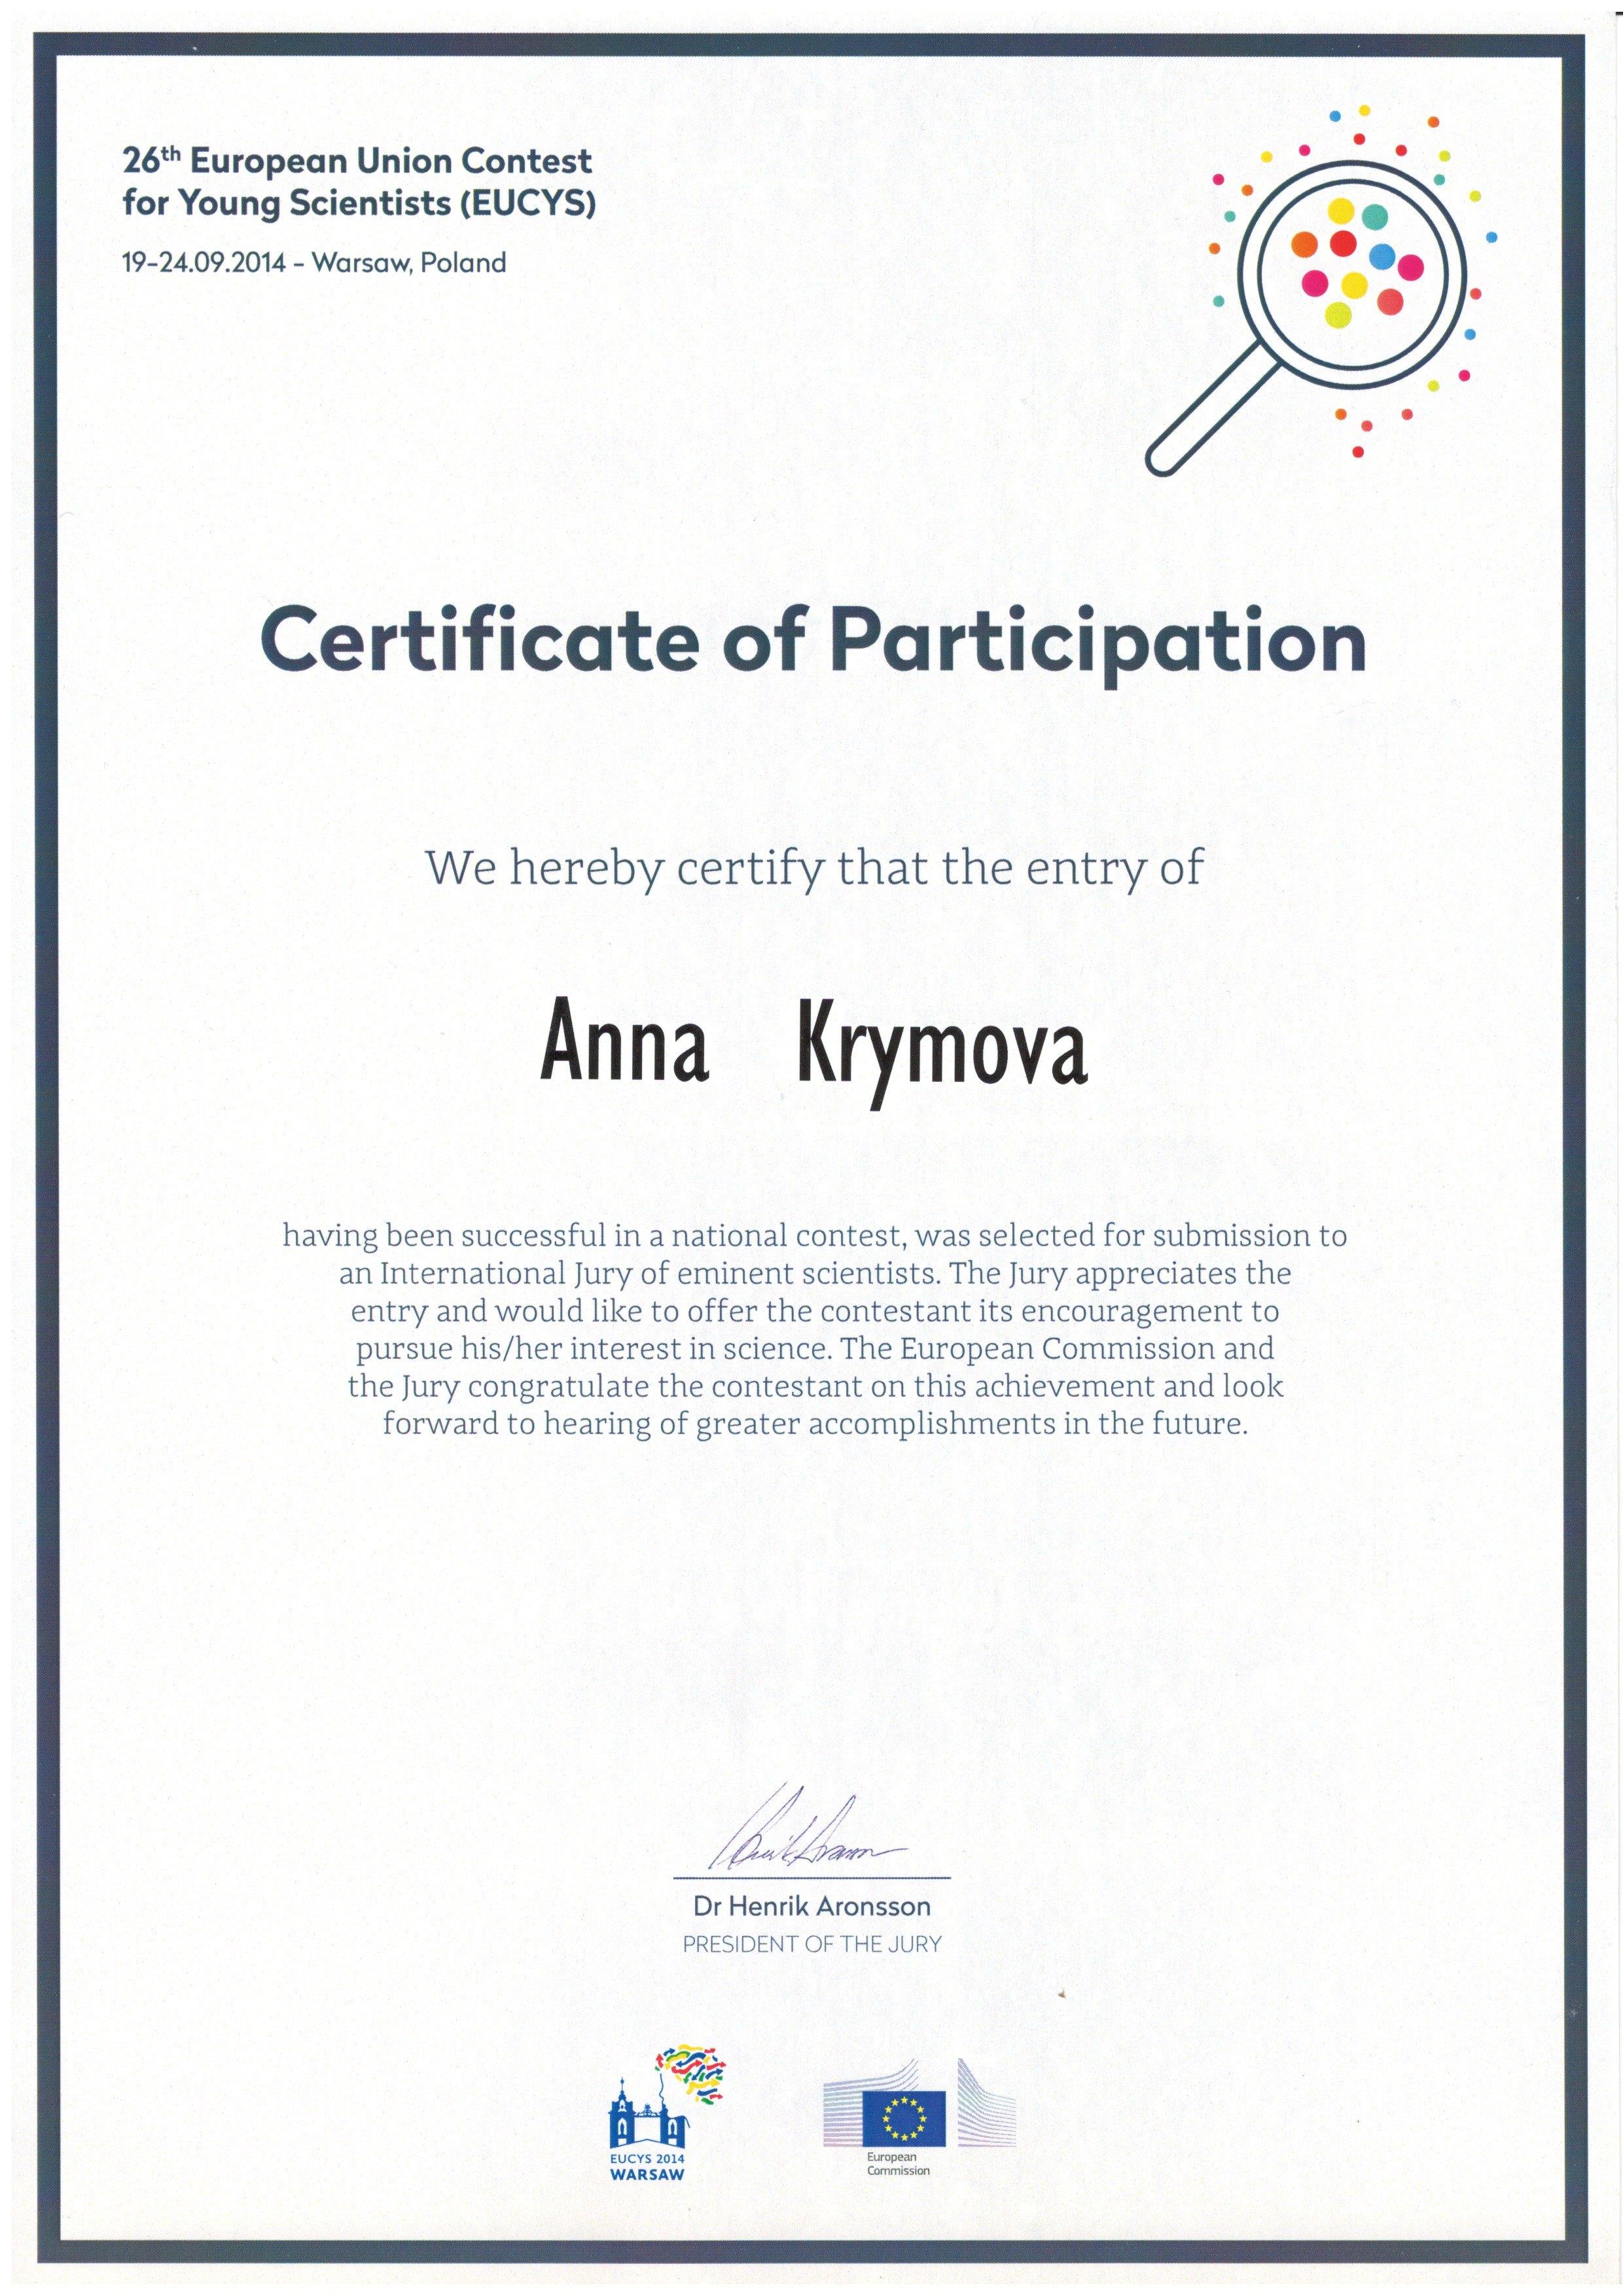 26th European Union Contest
for Young Scientists (EUCYS)
19-24.09.2014 - Warsaw, Poland
Certificate of Participation
We hereby certify that the entry of
Anna Krymova
having been successful in a national contest, was selected for submission to
an International Jury of eminent scientists. The Jury appreciates the
entry and would like to offer the contestant its encouragement to
pursue his/her interest in science. The European Commission and
the Jury congratulate the contestant on this achievement and look
forward to hearing of greater accomplishments in the future.
Dr Henrik Aronsson
PRESIDENT OF THE JURY
EUCYS 2014
WARSAW
European
Commission